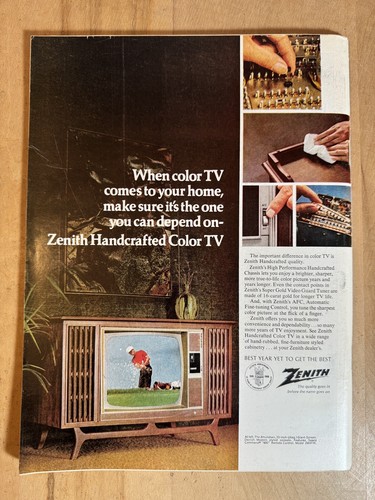 When color TV
comes to your home,
make sure it's the one
you can depend on-
Zenith Handcrafted Color TV
The important difference in color TV is
Zenith Handcrafted quality.
Zenith's High Performance Handcrafted
Chassis lets you enjoy a brighter, sharper,
more true-to-life color picture years and
years longer. Even the contact points in
Zenith's Super Gold Video Guard Tuner are
made of 16 carat gold for longer TV life.
And, with Zenith's AFC, Automatic
Fine-tuning Control, you tune the sharpest
color picture at the flick of a finger.
Zenith offers you so much more
convenience and dependability...so many
more years of TV enjoyment. See Zenith
Handcrafted Color TV in a wide range
of hand-rubbed, fine-furniture styled
cabinetry...at your Zenith dealer's.
BEST YEAR YET TO GET THE BEST
ZENITH
The quality goes in
before the name goes on